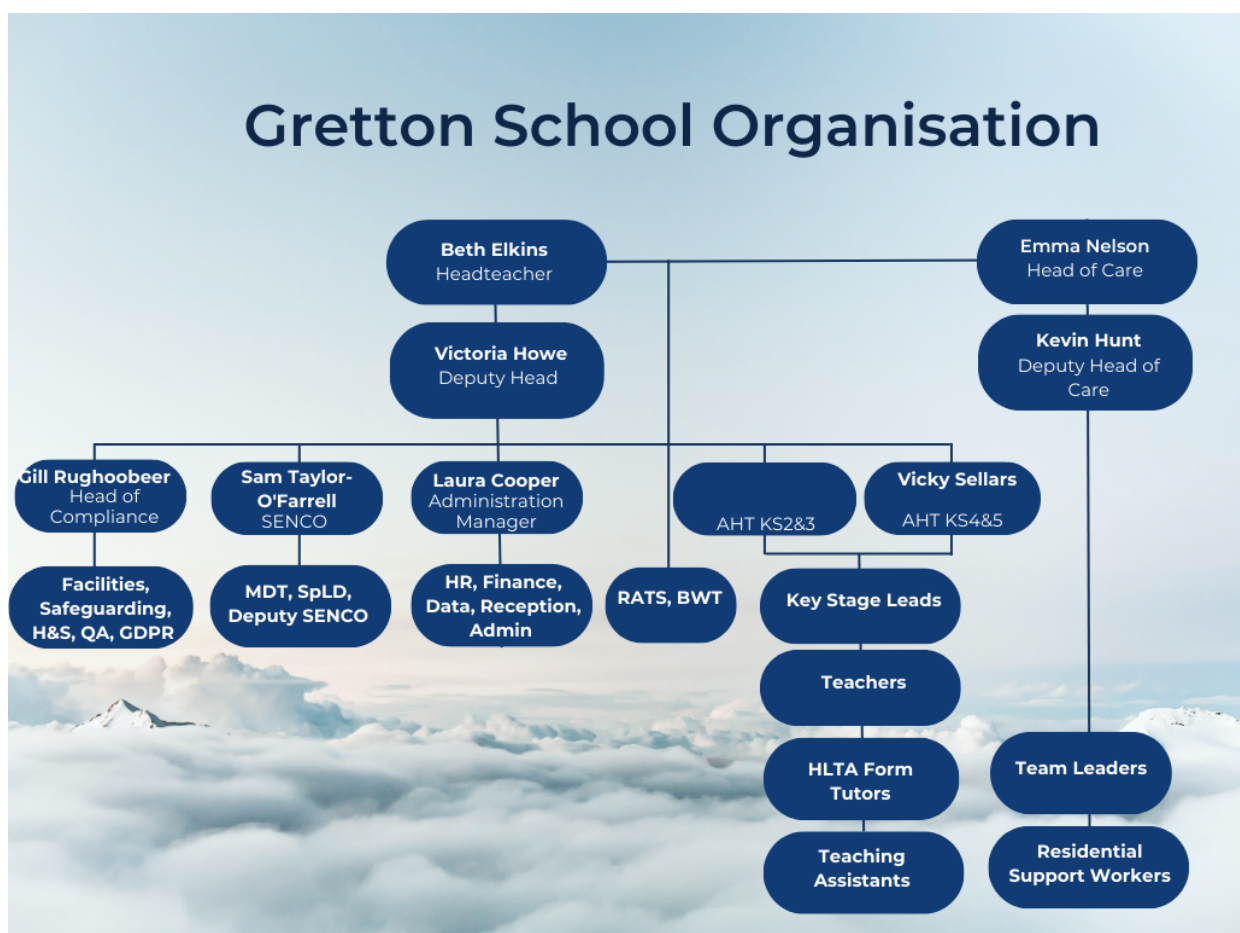 Gretton School Organisation
Beth Elkins
Headteacher
Emma Nelson
Head of Care
Victoria Howe
Deputy Head
Kevin Hunt
Deputy Head of
Care
Gill Rughoobeer
Head of
Compliance
Sam Taylor-
O'Farrell
SENCO
Laura Cooper
Administration
Manager
AHT KS2&3
Vicky Sellars
AHT KS4&5
Facilities,
Safeguarding,
H&S, QA, GDPR
MDT, SpLD,
Deputy SENCO
HR, Finance,
Data, Reception,
Admin
RATS, BWT
Key Stage Leads
Teachers
HLTA Form
Tutors
Teaching
Assistants
Team Leaders
Residential
Support Workers